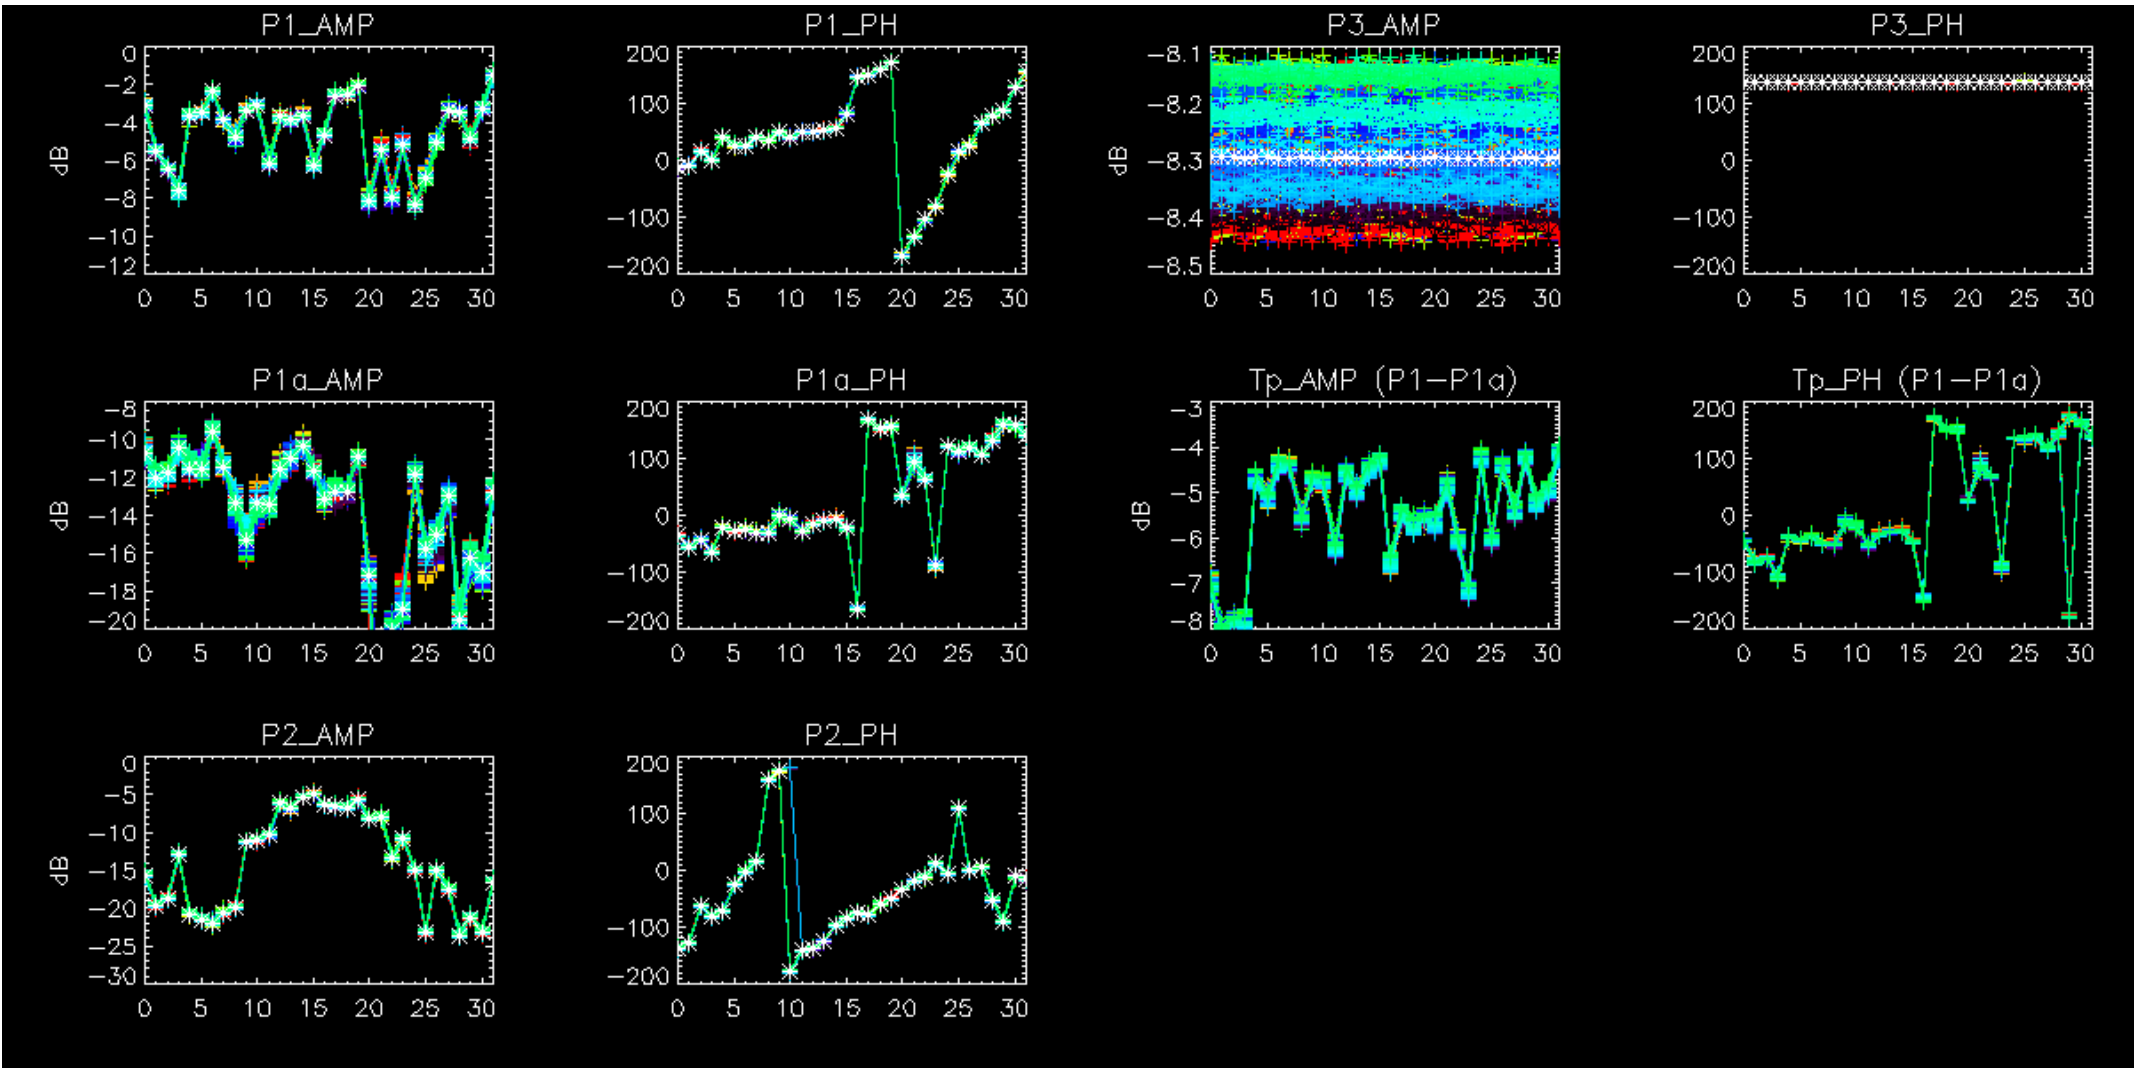 P1_AMP P1_PH P3_AMP P3_PH
0 200 -8.1 200
-2 100 -8.2 100
-4 0 -8.3 0
-6 -100 -8.4 -100
-8 -200 -8.5 -200
-10
-12
dB dB
0 5 10 15 20 25 30 0 5 10 15 20 25 30 0 5 10 15 20 25 30 0 5 10 15 20 25 30
P1a_AMP P1a_PH Tp_AMP (P1-P1a) Tp_PH (P1-P1a)
-8 200 -3 200
-10 100 -4 100
-12 0 -5 0
-14 -100 -6 -100
-16 -200 -7 -200
-18 -8
-20
dB dB
0 5 10 15 20 25 30 0 5 10 15 20 25 30 0 5 10 15 20 25 30 0 5 10 15 20 25 30
P2_AMP P2_PH
0 200
-5 100
-10 0
-15 -100
-20 -200
-25
-30
dB
0 5 10 15 20 25 30 0 5 10 15 20 25 30